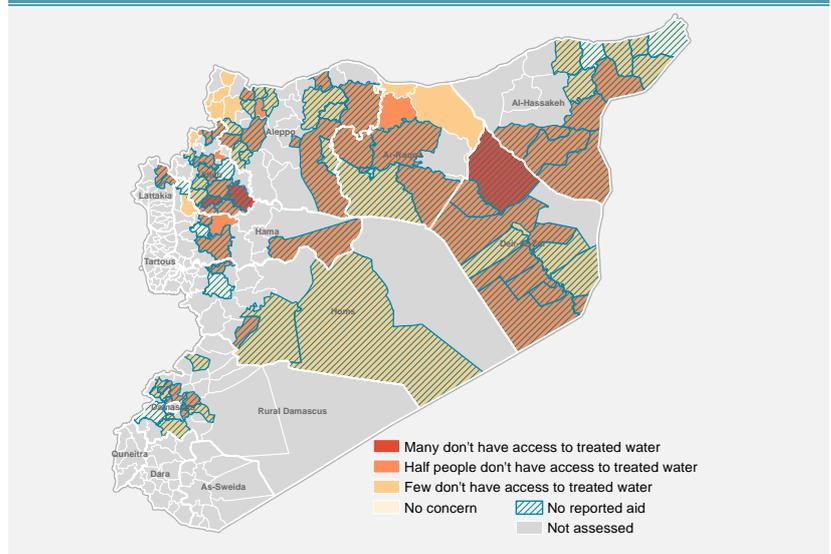 Al-Hassakeh
Aleppo
Ar-Raqqa
Idleb
Lattakia
Hama
Deir-ez-Zor
Tartous
Homs
Damascus
Rural Damascus
Quneitra
Dara
As-Sweida
Many don't have access to treated water
Half people don't have access to treated water
Few don't have access to treated water
No concern
No reported aid
Not assessed